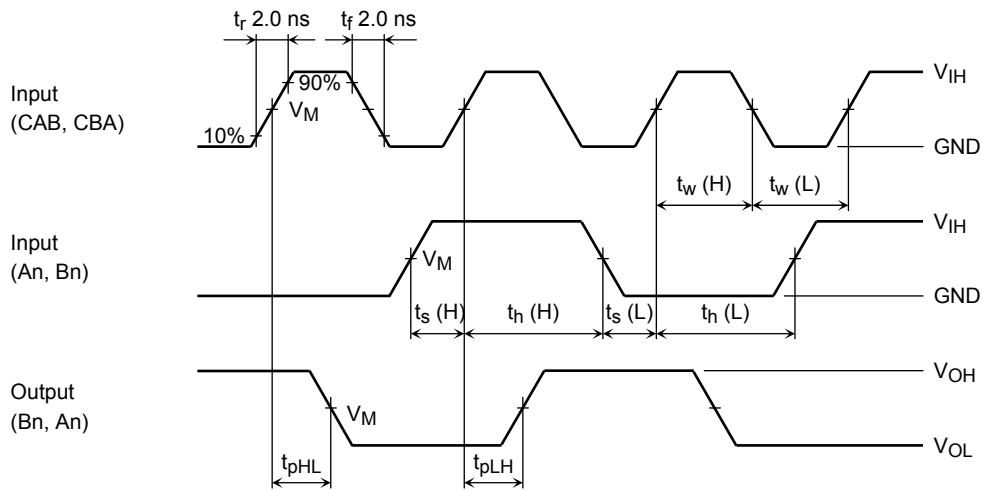 tr 2.0 ns
tf 2.0 ns
Input
(CAB, CBA)
10%
90%
VM
VIH
GND
tw (H)
tw (L)
Input
(An, Bn)
VM
VIH
GND
ts (H)
th (H)
ts (L)
th (L)
Output
(Bn, An)
VM
VOH
VOL
tpHL
tpLH